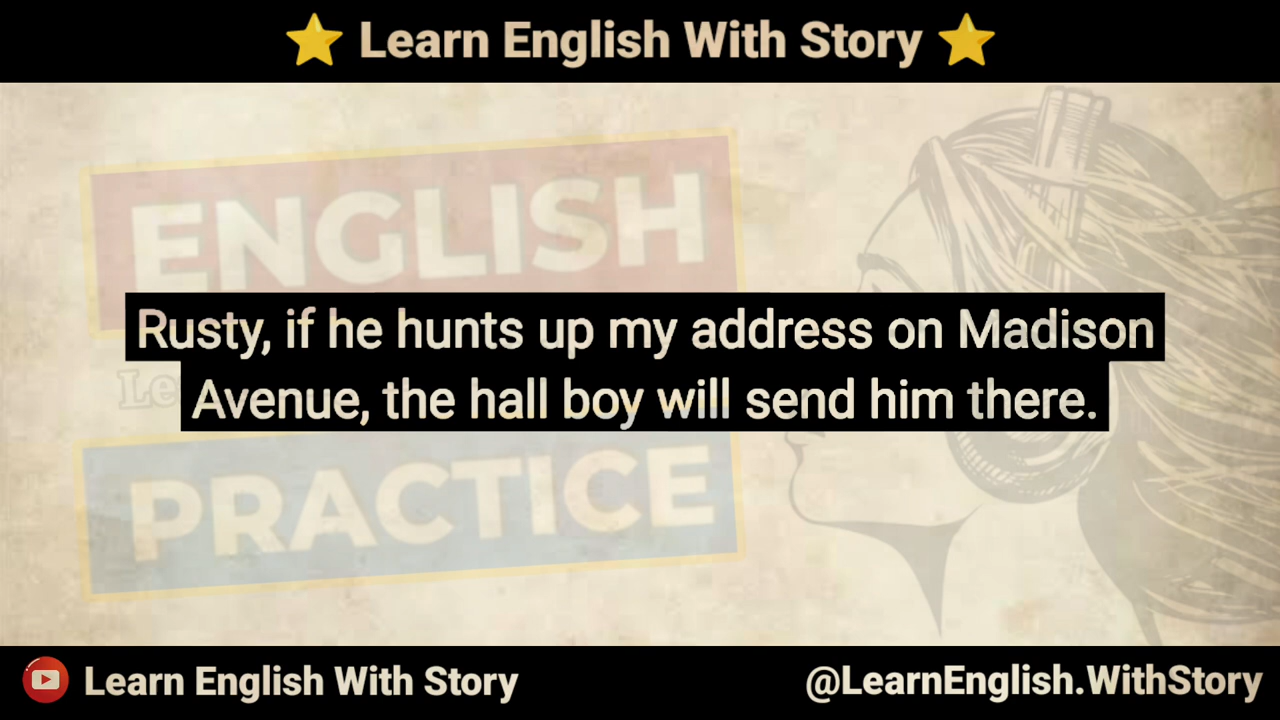 ⭐ Learn English With Story ⭐
ENGLISH
Rusty, if he hunts up my address on Madison
Avenue, the hall boy will send him there.
Le
PRACTICE
Learn English With Story
@LearnEnglish.WithStory